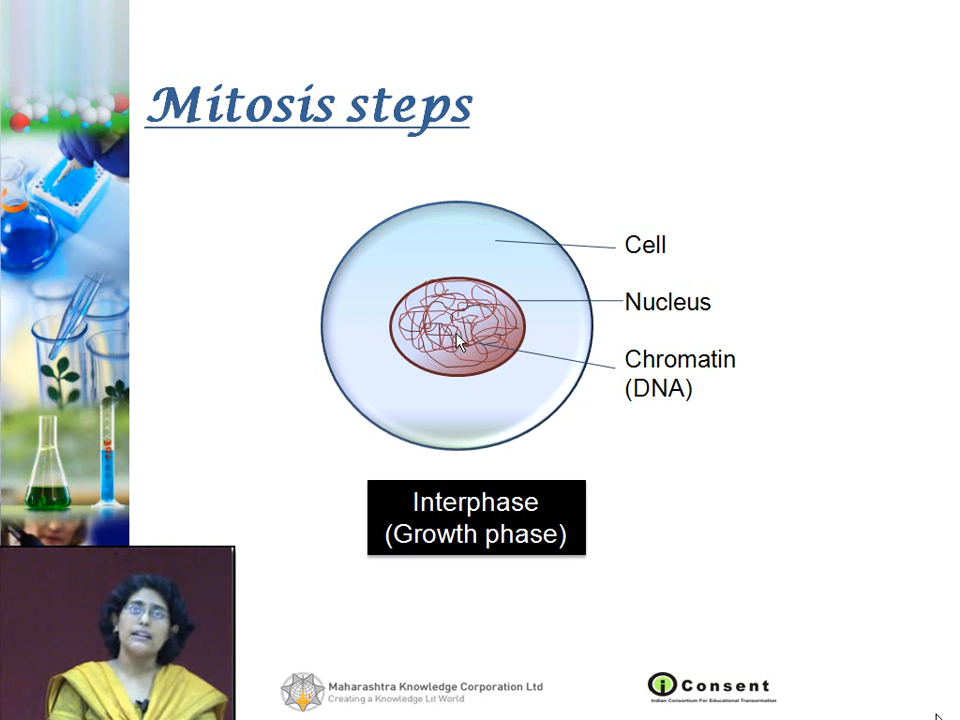 Mitosis steps
Cell
Nucleus
Chromatin
(DNA)
Interphase
(Growth phase)
Maharashtra Knowledge Corporation Ltd
Creating a Knowledge Lit World
i Consent
Indian Consortium For Educational Transormation